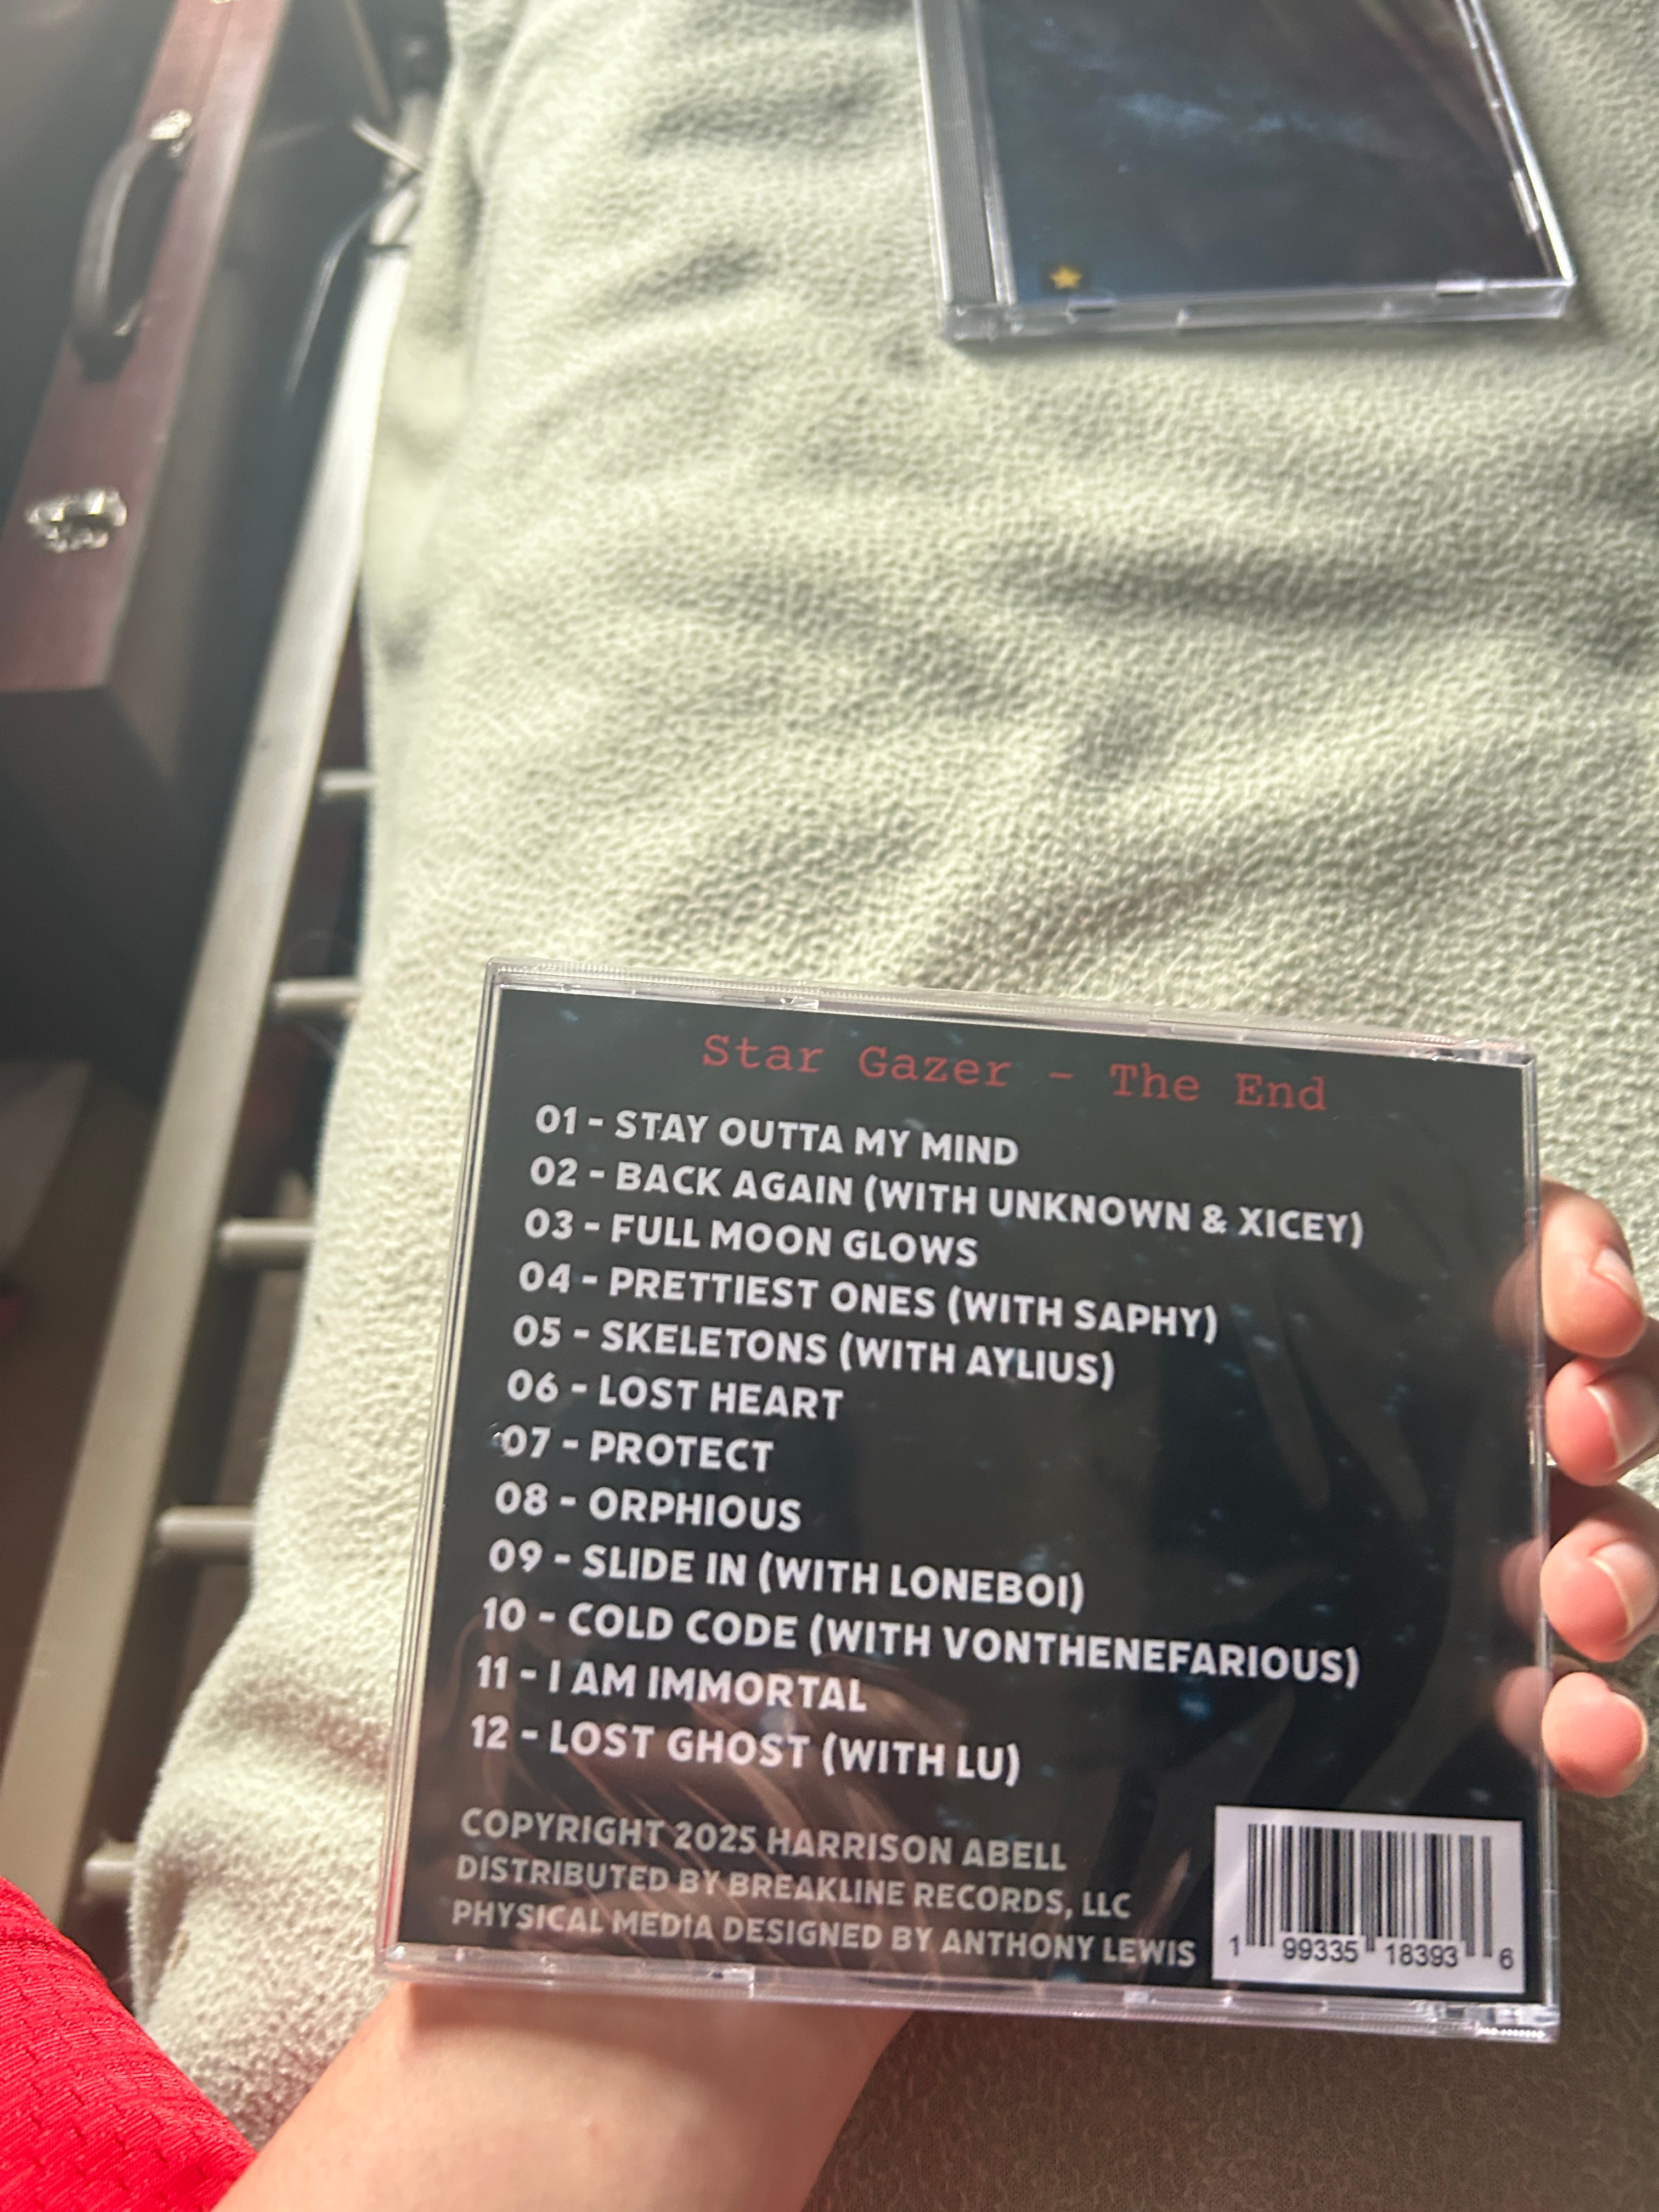 Star Gazer - The End
01 - STAY OUTTA MY MIND
02 - BACK AGAIN (WITH UNKNOWN & XICEY)
03 - FULL MOON GLOWS
04 - PRETTIEST ONES (WITH SAPHY)
05 - SKELETONS (WITH AYLIUS)
06 - LOST HEART
07 - PROTECT
08 - ORPHIOUS
09 - SLIDE IN (WITH LONEBOI)
10 - COLD CODE (WITH VONTHENEFARIOUS)
11 - I AM IMMORTAL
12 - LOST GHOST (WITH LU)
COPYRIGHT 2025 HARRISON ABELL
DISTRIBUTED BY BREAKLINE RECORDS, LLC
PHYSICAL MEDIA DESIGNED BY ANTHONY LEWIS
1 99335 18393 6